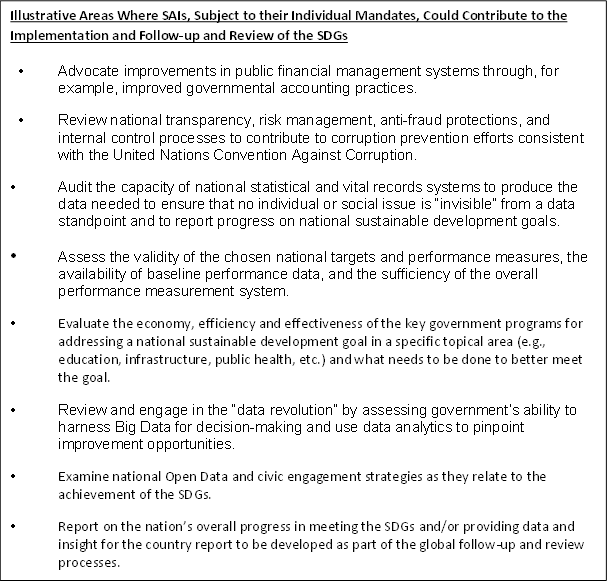 Illustrative Areas Where SAIs, Subject to their Individual Mandates, Could Contribute to the
Implementation and Follow-up and Review of the SDGs
• Advocate improvements in public financial management systems through, for
example, improved governmental accounting practices.
• Review national transparency, risk management, anti-fraud protections, and
internal control processes to contribute to corruption prevention efforts consistent
with the United Nations Convention Against Corruption.
• Audit the capacity of national statistical and vital records systems to produce the
data needed to ensure that no individual or social issue is “invisible” from a data
standpoint and to report progress on national sustainable development goals.
• Assess the validity of the chosen national targets and performance measures, the
availability of baseline performance data, and the sufficiency of the overall
performance measurement system.
• Evaluate the economy, efficiency and effectiveness of the key government programs for
addressing a national sustainable development goal in a specific topical area (e.g.,
education, infrastructure, public health, etc.) and what needs to be done to better meet
the goal.
• Review and engage in the “data revolution” by assessing government’s ability to
harness Big Data for decision-making and use data analytics to pinpoint
improvement opportunities.
• Examine national Open Data and civic engagement strategies as they relate to the
achievement of the SDGs.
• Report on the nation’s overall progress in meeting the SDGs and/or providing data and
insight for the country report to be developed as part of the global follow-up and review
processes.